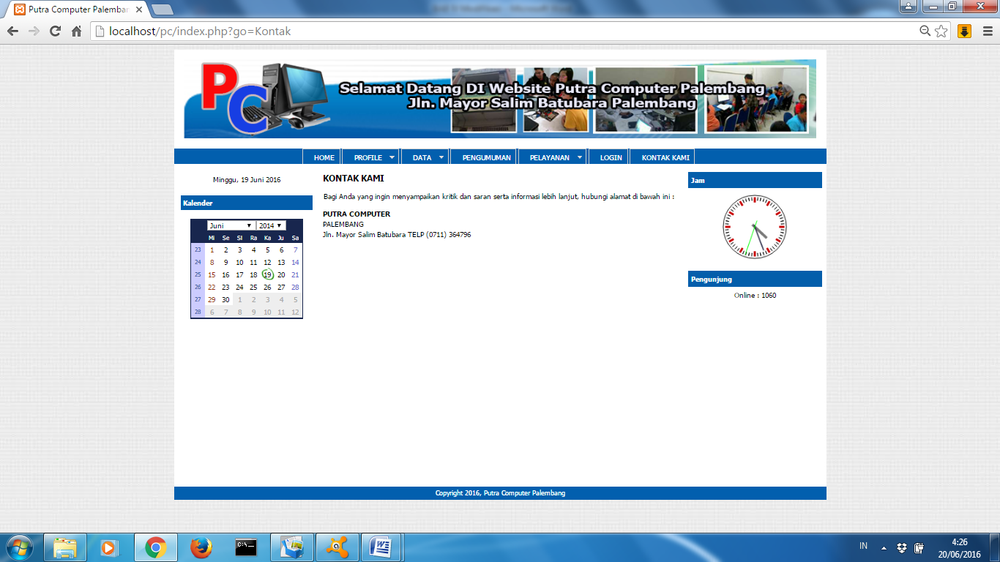 Putra Computer Palembar
localhost/pc/index.php?go=Kontak
PC
Selamat Datang DI Website Putra Computer Palembang
Jln. Mayor Salim Batubara Palembang
HOME PROFILE DATA PENGUMUMAN PELAYANAN LOGIN KONTAK KAMI
Minggu, 19 Juni 2016
Kalender
Juni 2014
Mi Se Sl Ra Ka Ju Sa
23 1 2 3 4 5 6 7
24 8 9 10 11 12 13 14
25 15 16 17 18 19 20 21
26 22 23 24 25 26 27 28
27 29 30 1 2 3 4 5
28 6 7 8 9 10 11 12
KONTAK KAMI
Bagi Anda yang ingin menyampaikan kritik dan saran serta informasi lebih lanjut, hubungi alamat di bawah ini :
PUTRA COMPUTER
PALEMBANG
Jln. Mayor Salim Batubara TELP (0711) 364796
Jam
Pengunjung
Online : 1060
Copyright 2016, Putra Computer Palembang
IN
4:26
20/06/2016